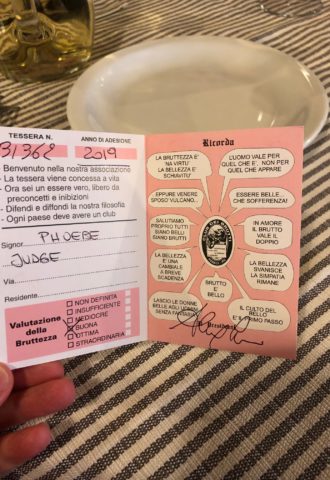 TESSERA N.
ANNO DI ADESIONE
31362
2019
- Benvenuto nella nostra associazione
- La tessera viene concessa a vita
- Ora sei un essere vero, libero da
preconcetti e inibizioni
- Difendi e diffondi la nostra filosofia
- Ogni paese deve avere un club
Signor PHOEBE
JUDGE
Via
Residente
Valutazione
della
Bruttezza
NON DEFINITA
INSUFFICIENTE
MEDIOCRE
BUONA
OTTIMA
STRAORDINARIA
Ricorda
LA BRUTTEZZA E'
NA VIRTU'
LA BELLEZZA E'
SCHIAVITU'
L'UOMO VALE PER
QUEL CHE E', NON PER
QUEL CHE APPARE
EPPURE VENERE
SPOSO' VULCANO...
ESSERE BELLE...
CHE SOFFERENZA!
SALUTIAMO
PROPRIO TUTTI
SIANO BELLI
SIANO BRUTTI
IN AMORE
IL BRUTTO
VALE IL
DOPPIO
LA BELLEZZA
E' UNA
CAMBIALE
A BREVE
SCADENZA
LA BELLEZZA
SVANISCE
LA SIMPATIA
RIMANE
BRUTTO E'
BELLO
LASCIO LE DONNE
BELLE AGLI UOMINI
SENZA FANTASIA
IL CULTO DEL
BELLO
E' IL PRIMO PASSO